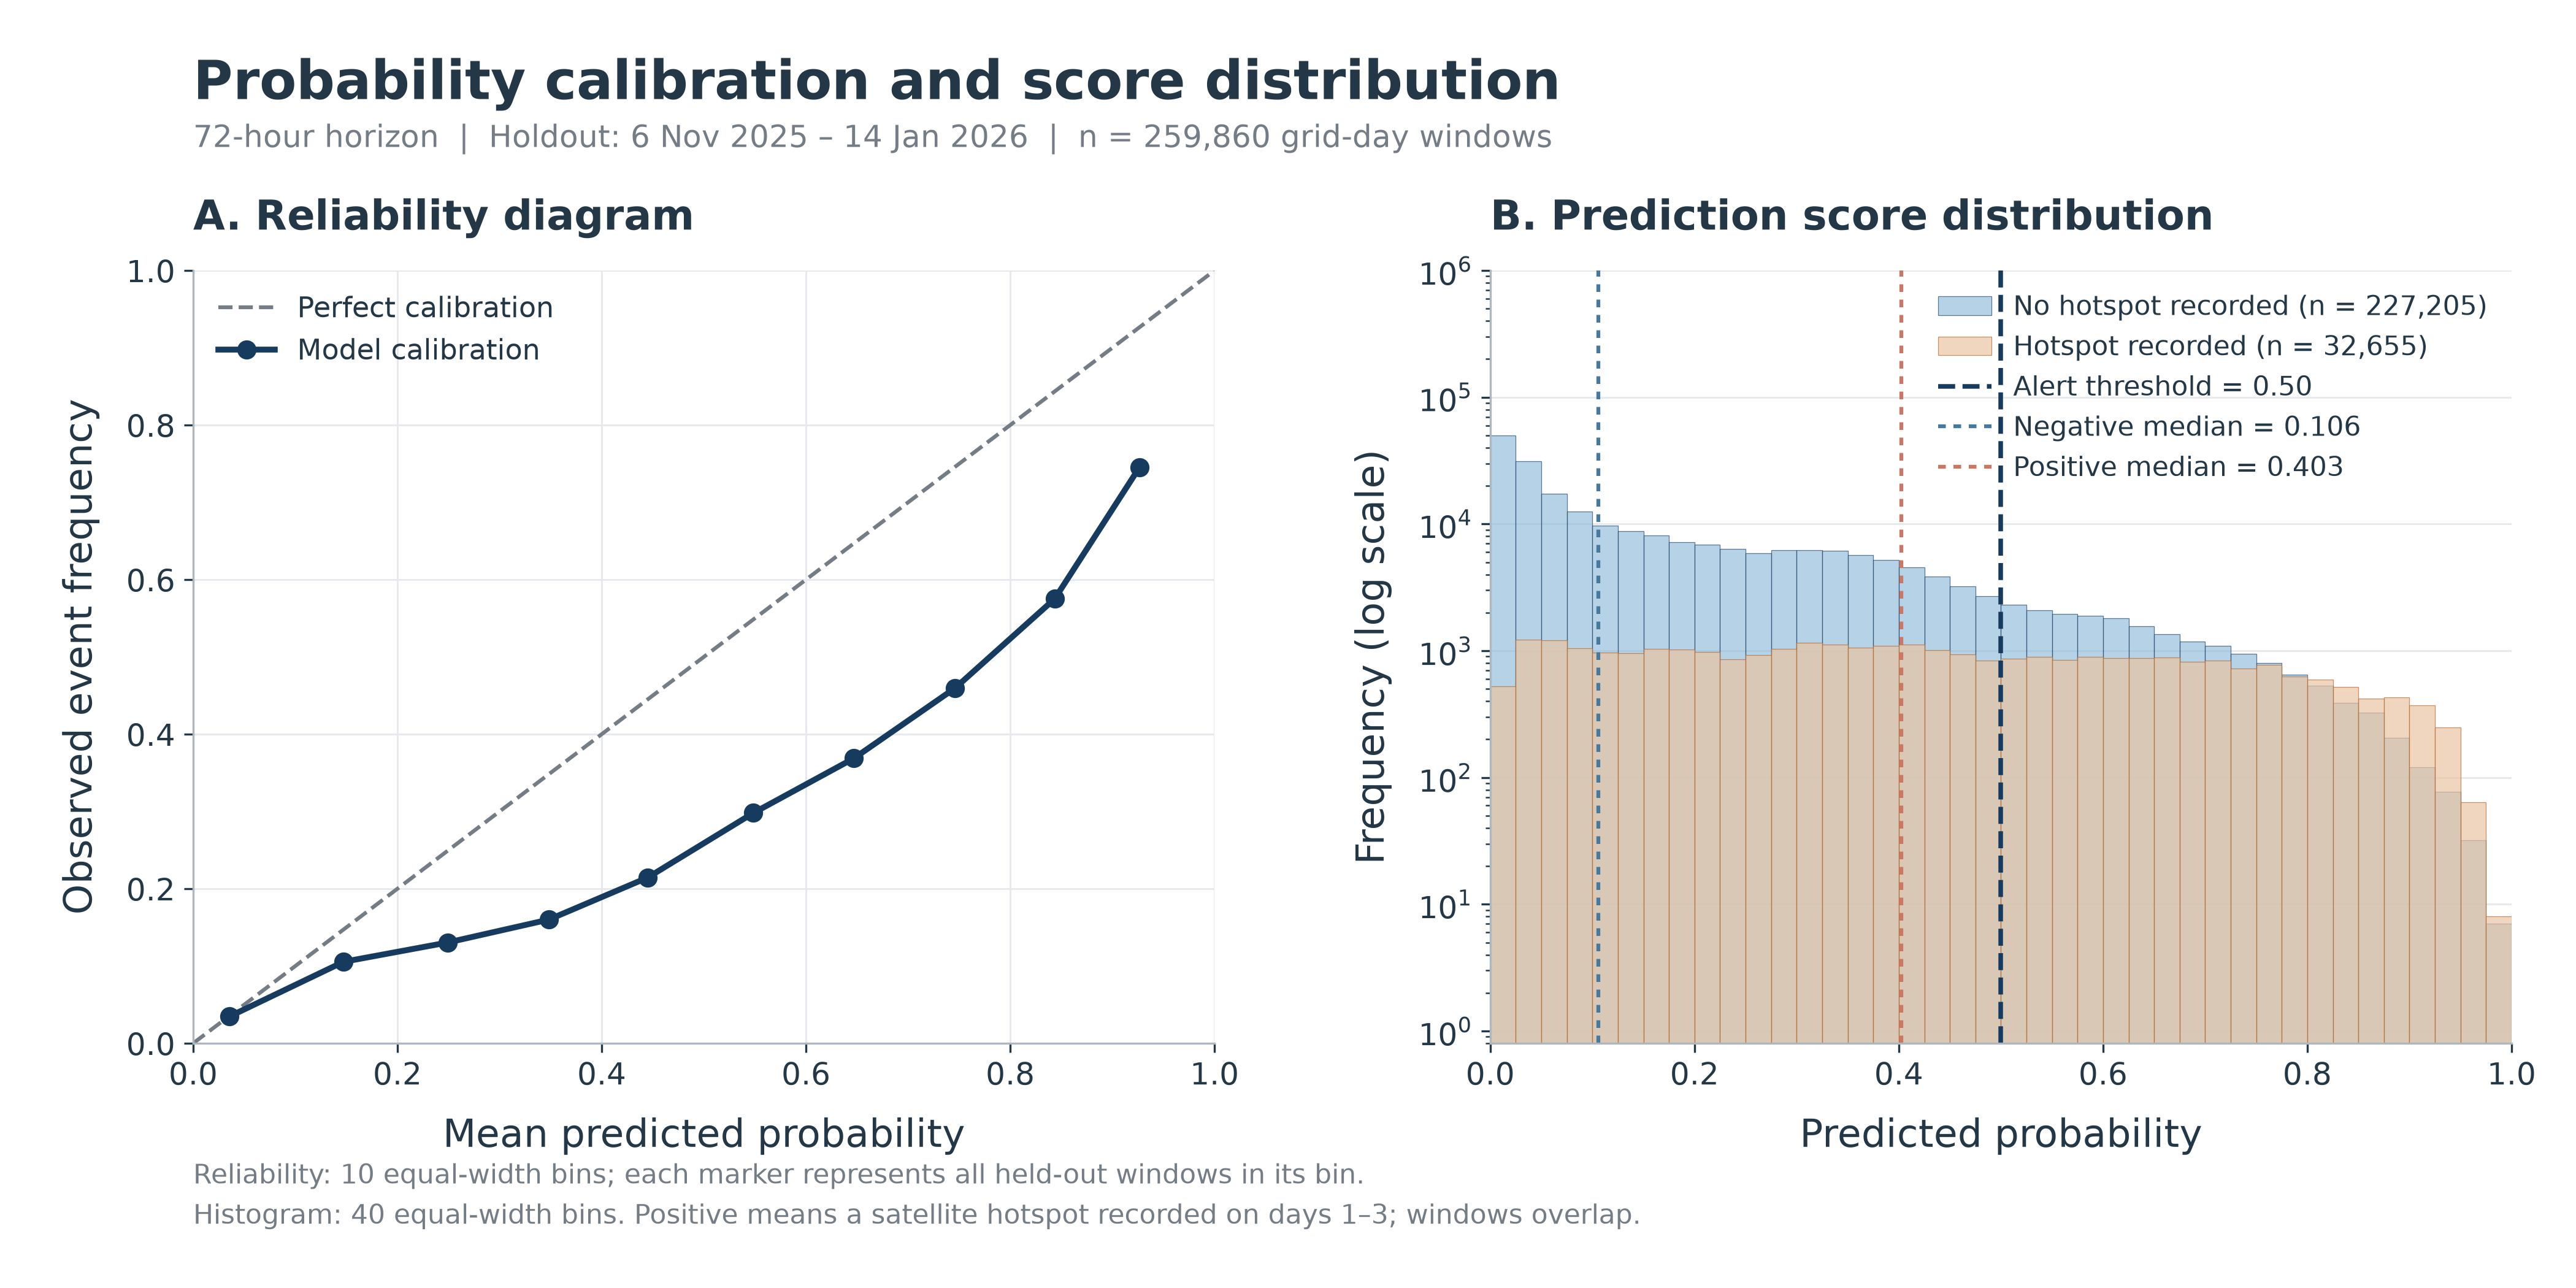 Probability calibration and score distribution
72-hour horizon | Holdout: 6 Nov 2025 – 14 Jan 2026 | n = 259,860 grid-day windows
A. Reliability diagram
1.0
0.8
0.6
0.4
0.2
0.0
Observed event frequency
Perfect calibration
Model calibration
0.0 0.2 0.4 0.6 0.8 1.0
Mean predicted probability
B. Prediction score distribution
10⁶
10⁵
10⁴
10³
10²
10¹
10⁰
Frequency (log scale)
No hotspot recorded (n = 227,205)
Hotspot recorded (n = 32,655)
Alert threshold = 0.50
Negative median = 0.106
Positive median = 0.403
0.0 0.2 0.4 0.6 0.8 1.0
Predicted probability
Reliability: 10 equal-width bins; each marker represents all held-out windows in its bin.
Histogram: 40 equal-width bins. Positive means a satellite hotspot recorded on days 1–3; windows overlap.